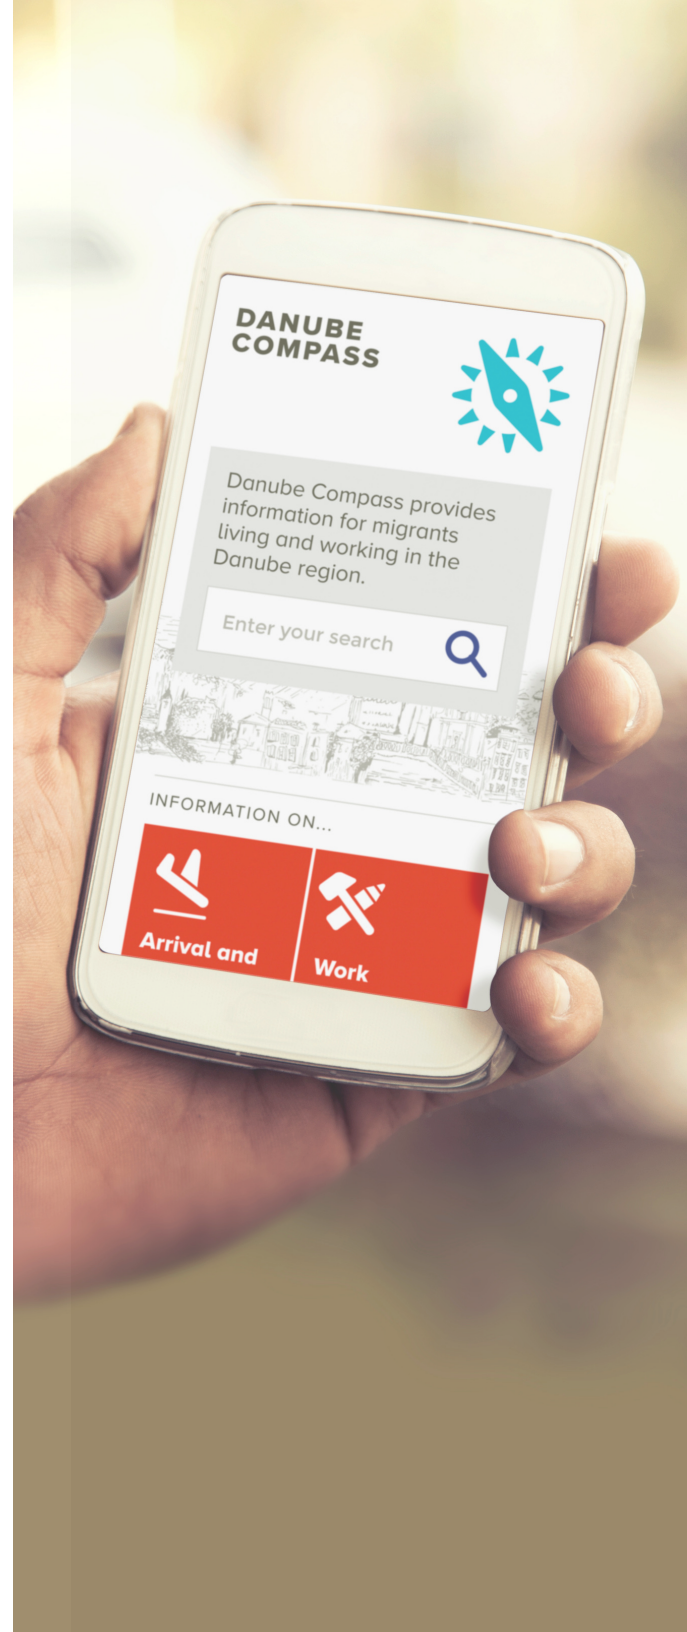 DANUBE
COMPASS
Danube Compass provides
information for migrants
living and working in the
Danube region.
Enter your search
INFORMATION ON...
Arrival and
Work